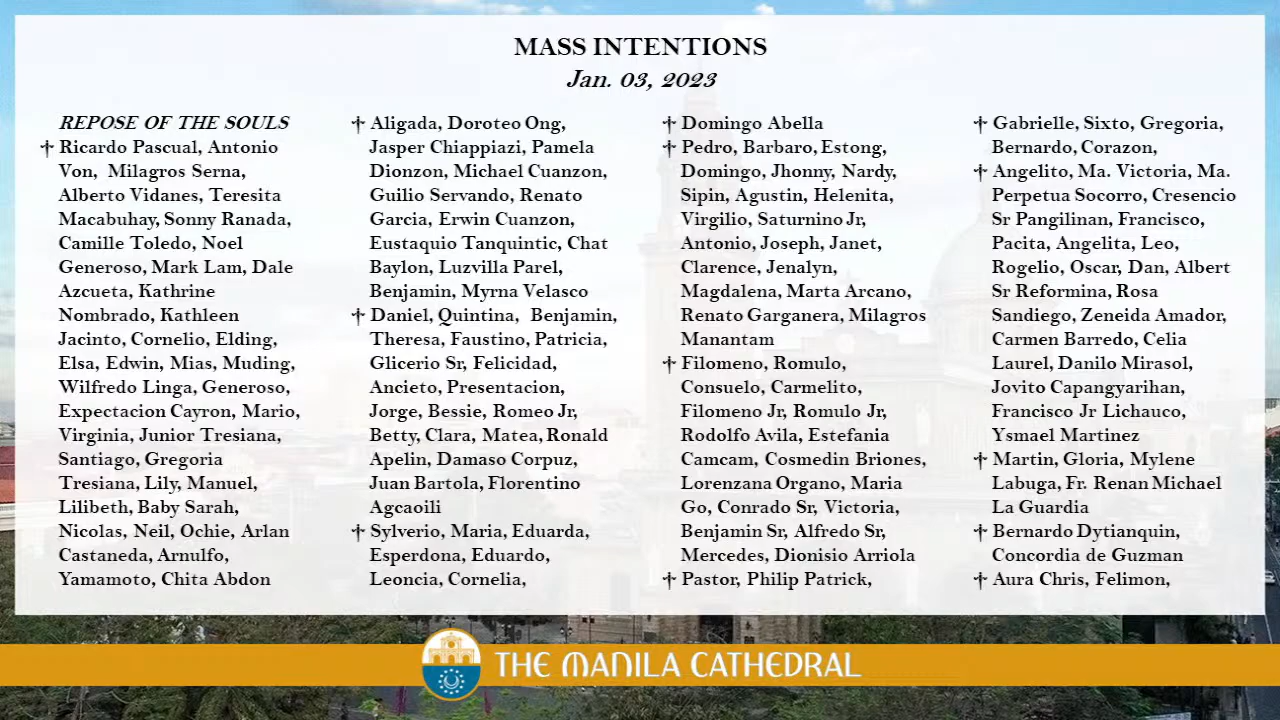 MASS INTENTIONS
Jan. 03, 2023
REPOSE OF THE SOULS
✝ Ricardo Pascual, Antonio
Von, Milagros Serna,
Alberto Vidanes, Teresita
Macabuhay, Sonny Ranada,
Camille Toledo, Noel
Generoso, Mark Lam, Dale
Azcueta, Kathrine
Nombrado, Kathleen
Jacinto, Cornelio, Elding,
Elsa, Edwin, Mias, Muding,
Wilfredo Linga, Generoso,
Expectacion Cayron, Mario,
Virginia, Junior Tresiana,
Santiago, Gregoria
Tresiana, Lily, Manuel,
Lilibeth, Baby Sarah,
Nicolas, Neil, Ochie, Arlan
Castaneda, Arnulfo,
Yamamoto, Chita Abdon
✝ Aligada, Doroteo Ong,
Jasper Chiappiazi, Pamela
Dionzon, Michael Cuanzon,
Guilio Servando, Renato
Garcia, Erwin Cuanzon,
Eustaquio Tanquintic, Chat
Baylon, Luzvilla Parel,
Benjamin, Myrna Velasco
✝ Daniel, Quintina, Benjamin,
Theresa, Faustino, Patricia,
Glicerio Sr, Felicidad,
Ancieto, Presentacion,
Jorge, Bessie, Romeo Jr,
Betty, Clara, Matea, Ronald
Apelin, Damaso Corpuz,
Juan Bartola, Florentino
Agcaoili
✝ Sylverio, Maria, Eduarda,
Esperdona, Eduardo,
Leoncia, Cornelia,
✝ Domingo Abella
✝ Pedro, Barbaro, Estong,
Domingo, Jhonny, Nardy,
Sipin, Agustin, Helenita,
Virgilio, Saturnino Jr,
Antonio, Joseph, Janet,
Clarence, Jenalyn,
Magdalena, Marta Arcano,
Renato Garganera, Milagros
Manantam
✝ Filomeno, Romulo,
Consuelo, Carmelito,
Filomeno Jr, Romulo Jr,
Rodolfo Avila, Estefania
Camcam, Cosmedin Briones,
Lorenzana Organo, Maria
Go, Conrado Sr, Victoria,
Benjamin Sr, Alfredo Sr,
Mercedes, Dionisio Arriola
✝ Pastor, Philip Patrick,
✝ Gabrielle, Sixto, Gregoria,
Bernardo, Corazon,
✝ Angelito, Ma. Victoria, Ma.
Perpetua Socorro, Cresencio
Sr Pangilinan, Francisco,
Pacita, Angelita, Leo,
Rogelio, Oscar, Dan, Albert
Sr Reformina, Rosa
Sandiego, Zeneida Amador,
Carmen Barredo, Celia
Laurel, Danilo Mirasol,
Jovito Capangyarihan,
Francisco Jr Lichauco,
Ysmael Martinez
✝ Martin, Gloria, Mylene
Labuga, Fr. Renan Michael
La Guardia
✝ Bernardo Dytianquin,
Concordia de Guzman
✝ Aura Chris, Felimon,
THE MANILA CATHEDRAL